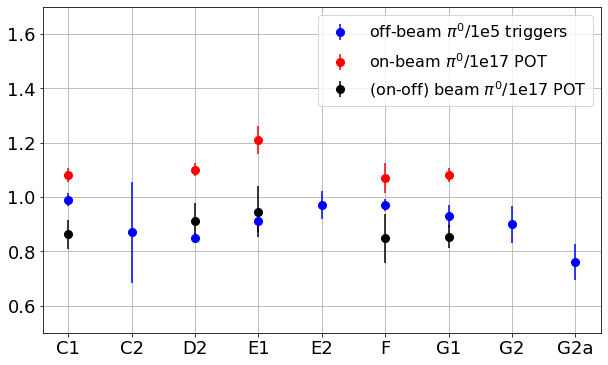 off-beam π⁰/1e5 triggers
on-beam π⁰/1e17 POT
(on-off) beam π⁰/1e17 POT
1.6
1.4
1.2
1.0
0.8
0.6
C1 C2 D2 E1 E2 F G1 G2 G2a